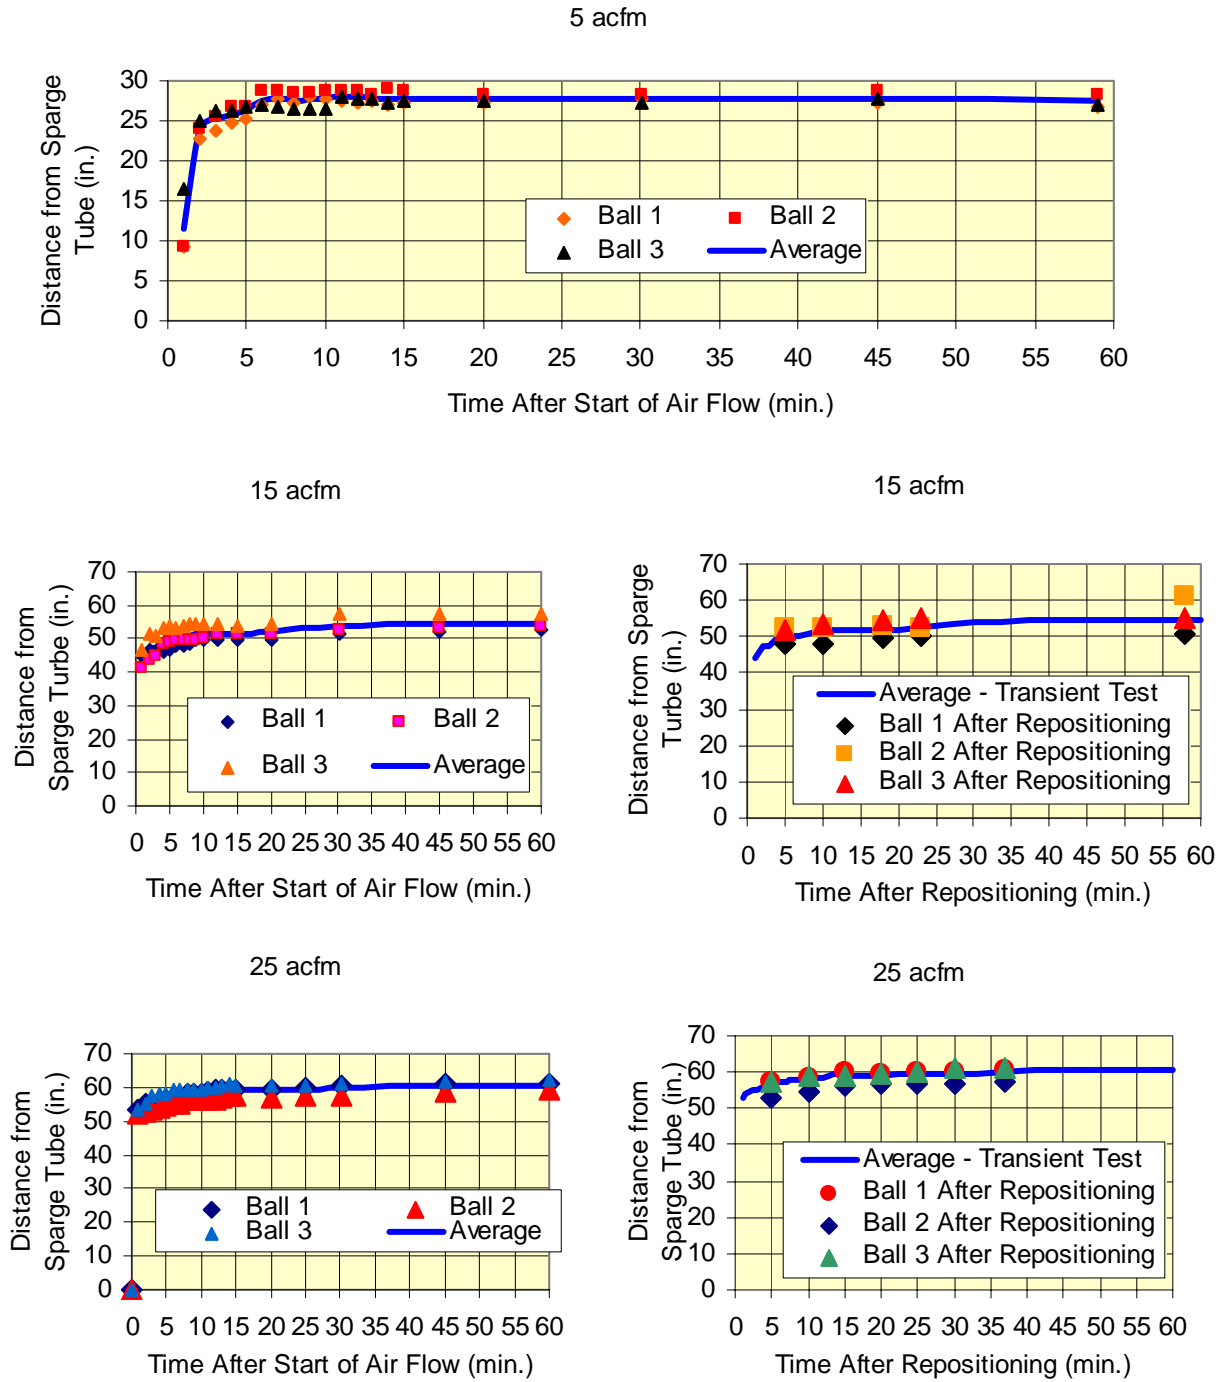 5 acfm
30
25
20
15
10
5
0
Distance from Sparge
Tube (in.)
Ball 1
Ball 2
Ball 3
Average
0 5 10 15 20 25 30 35 40 45 50 55 60
Time After Start of Air Flow (min.)
15 acfm
70
60
50
40
30
20
10
0
Distance from
Sparge Tube (in.)
Ball 1
Ball 2
Ball 3
Average
0 5 10 15 20 25 30 35 40 45 50 55 60
Time After Start of Air Flow (min.)
15 acfm
70
60
50
40
30
20
10
0
Distance from Sparge
Turbe (in.)
Average - Transient Test
Ball 1 After Repositioning
Ball 2 After Repositioning
Ball 3 After Repositioning
0 5 10 15 20 25 30 35 40 45 50 55 60
Time After Repositioning (min.)
25 acfm
70
60
50
40
30
20
10
0
Distance from
Sparge Tube (in.)
Ball 1
Ball 2
Ball 3
Average
0 5 10 15 20 25 30 35 40 45 50 55 60
Time After Start of Air Flow (min.)
25 acfm
70
60
50
40
30
20
10
0
Distance from
Sparge Tube (in.)
Average - Transient Test
Ball 1 After Repositioning
Ball 2 After Repositioning
Ball 3 After Repositioning
0 5 10 15 20 25 30 35 40 45 50 55 60
Time After Repositioning (min.)